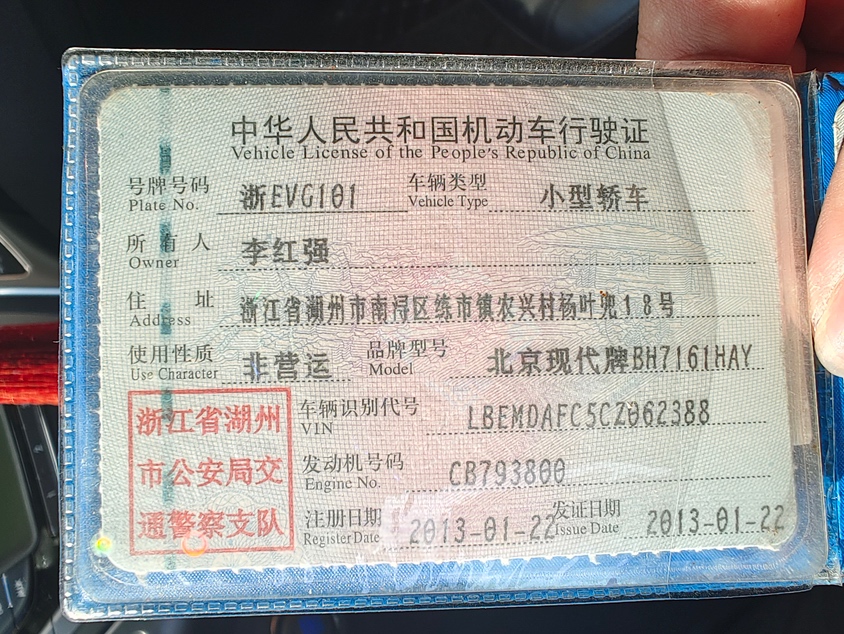 中华人民共和国机动车行驶证
Vehicle License of the People's Republic of China
号牌号码 浙EVG101 车辆类型 小型轿车
Plate No. Vehicle Type
所有人 李红强
Owner
住址 浙江省湖州市南浔区练市镇农兴村杨叶兜18号
Address
使用性质 非营运 品牌型号 北京现代牌BH7161HAY
Use Character Model
浙江省湖州 车辆识别代号 LBEMDAFC5CZ062388
VIN
市公安局交 发动机号码 CB793800
Engine No.
通警察支队 注册日期 2013-01-22 发证日期 2013-01-22
Register Date Issue Date